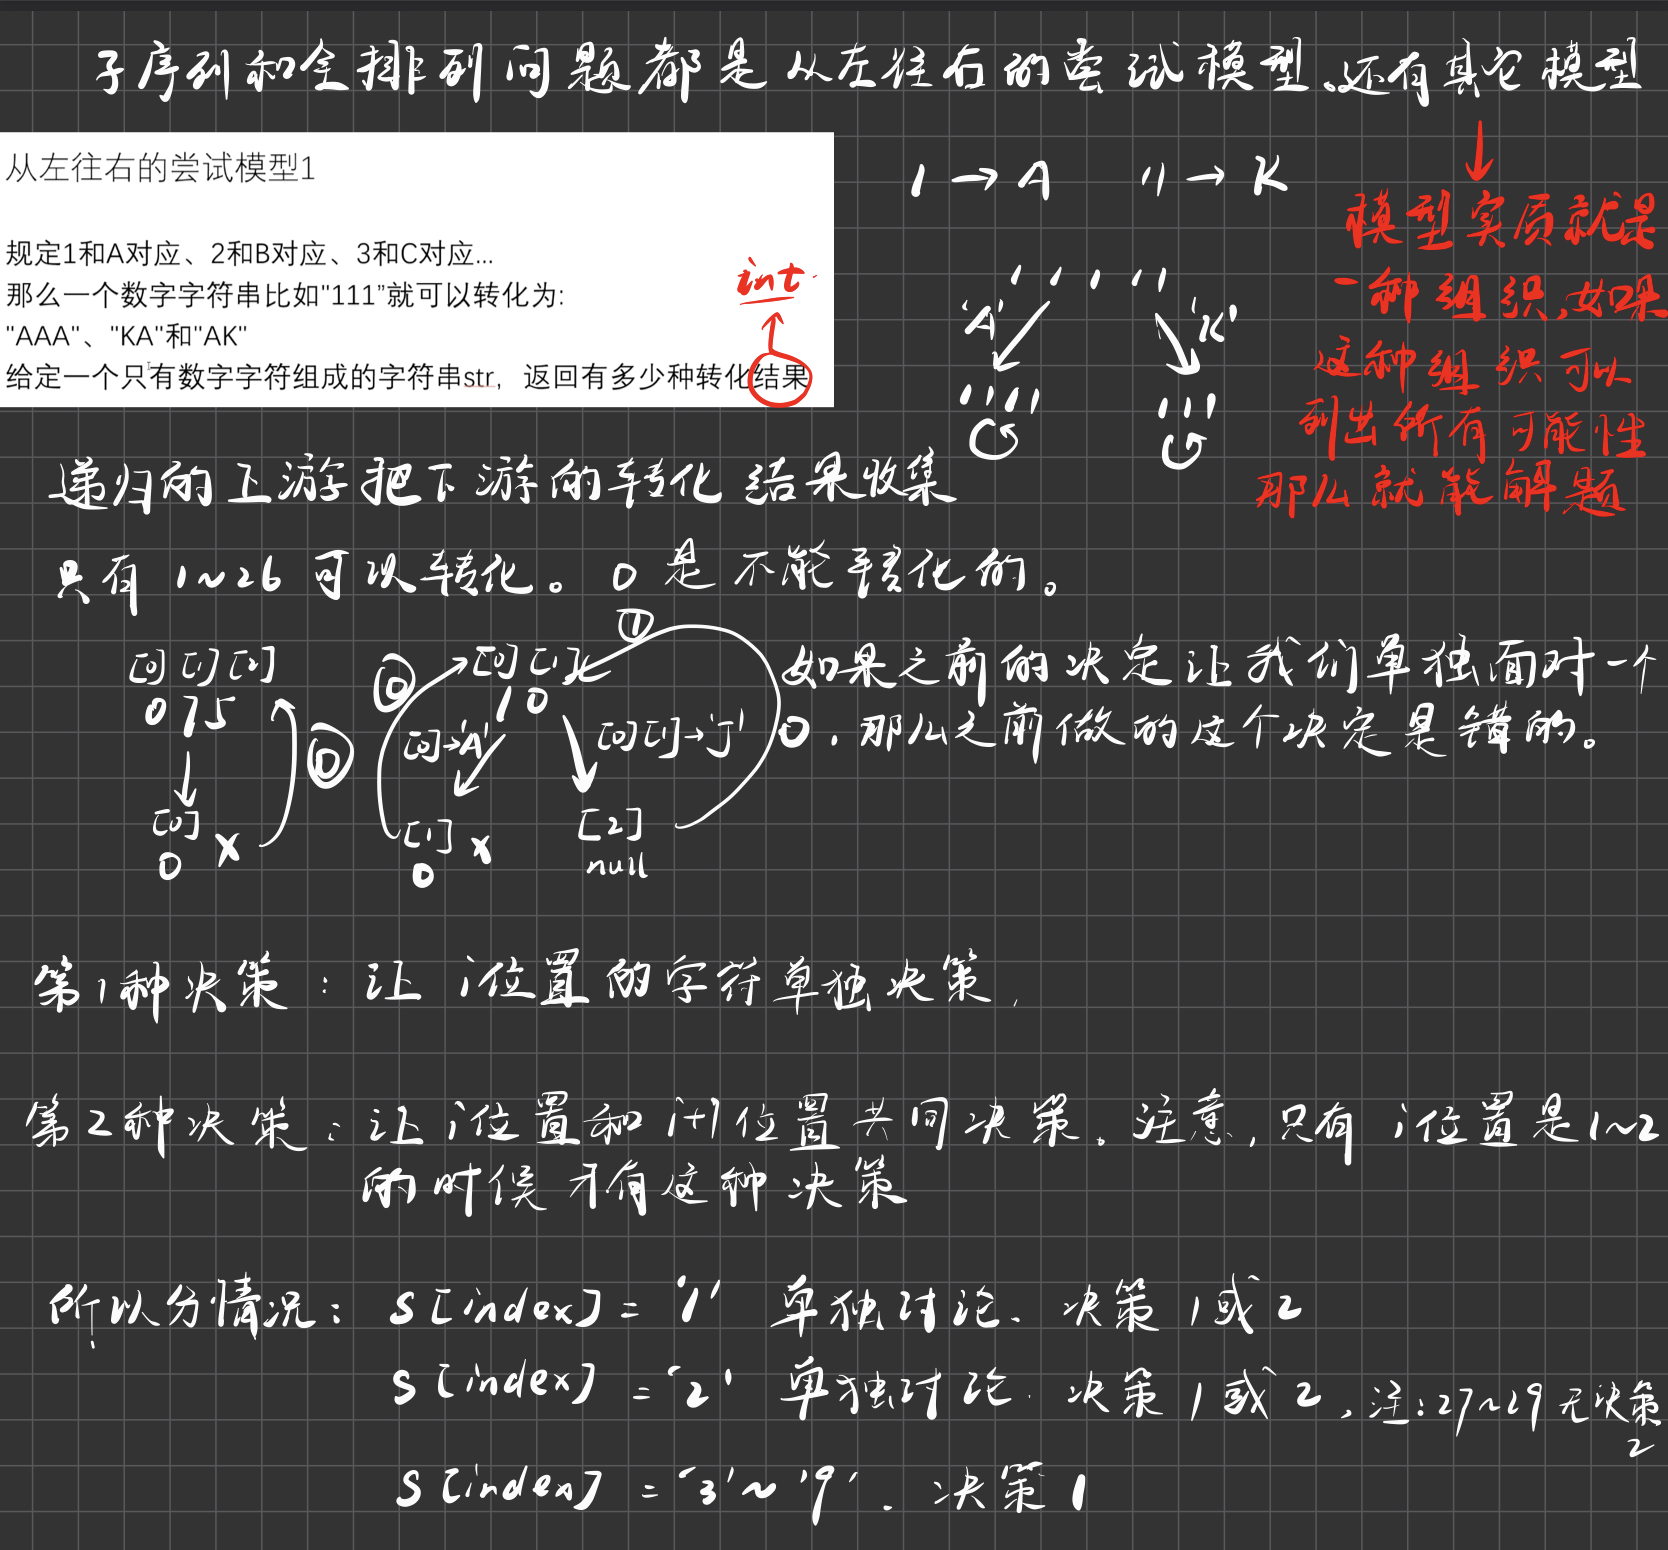 子序列和全排列问题都是从左往右的尝试模型、还有其它模型
从左往右的尝试模型1
规定1和A对应、2和B对应、3和C对应...
那么一个数字字符串比如"111”就可以转化为:
"AAA"、"KA"和"AK"
给定一个只有数字字符组成的字符串str，返回有多少种转化结果
int
1 → A 11 → K
1 1 1 1 1
'A' 'K'
1 1 1 1 1 1 1
模型实质就是
一种组织,如果
这种组织可以
列出所有可能性
那么就能解题
递归的上游把下游的转化结果收集
只有1~26可以转化。0是不能转化的。
[0][1][2]
0 7 5
⓪
[0] x
0
⓪ [0][1] ①
1 0
[0]→'A' [0][1]→'J'
[1] x [2]
0 null
如果之前的决定让我们单独面对一个
0，那么之前做的这个决定是错的。
第1种决策：让i位置的字符单独决策，
第2种决策：让i位置和i+1位置共同决策。注意,只有i位置是1~2
的时候才有这种决策
所以分情况：S[index]='1' 单独讨论、决策1或2
S[index]='2' 单独讨论. 决策1或2，注:27~29无决策
2
S[index]='3'~'9'. 决策1